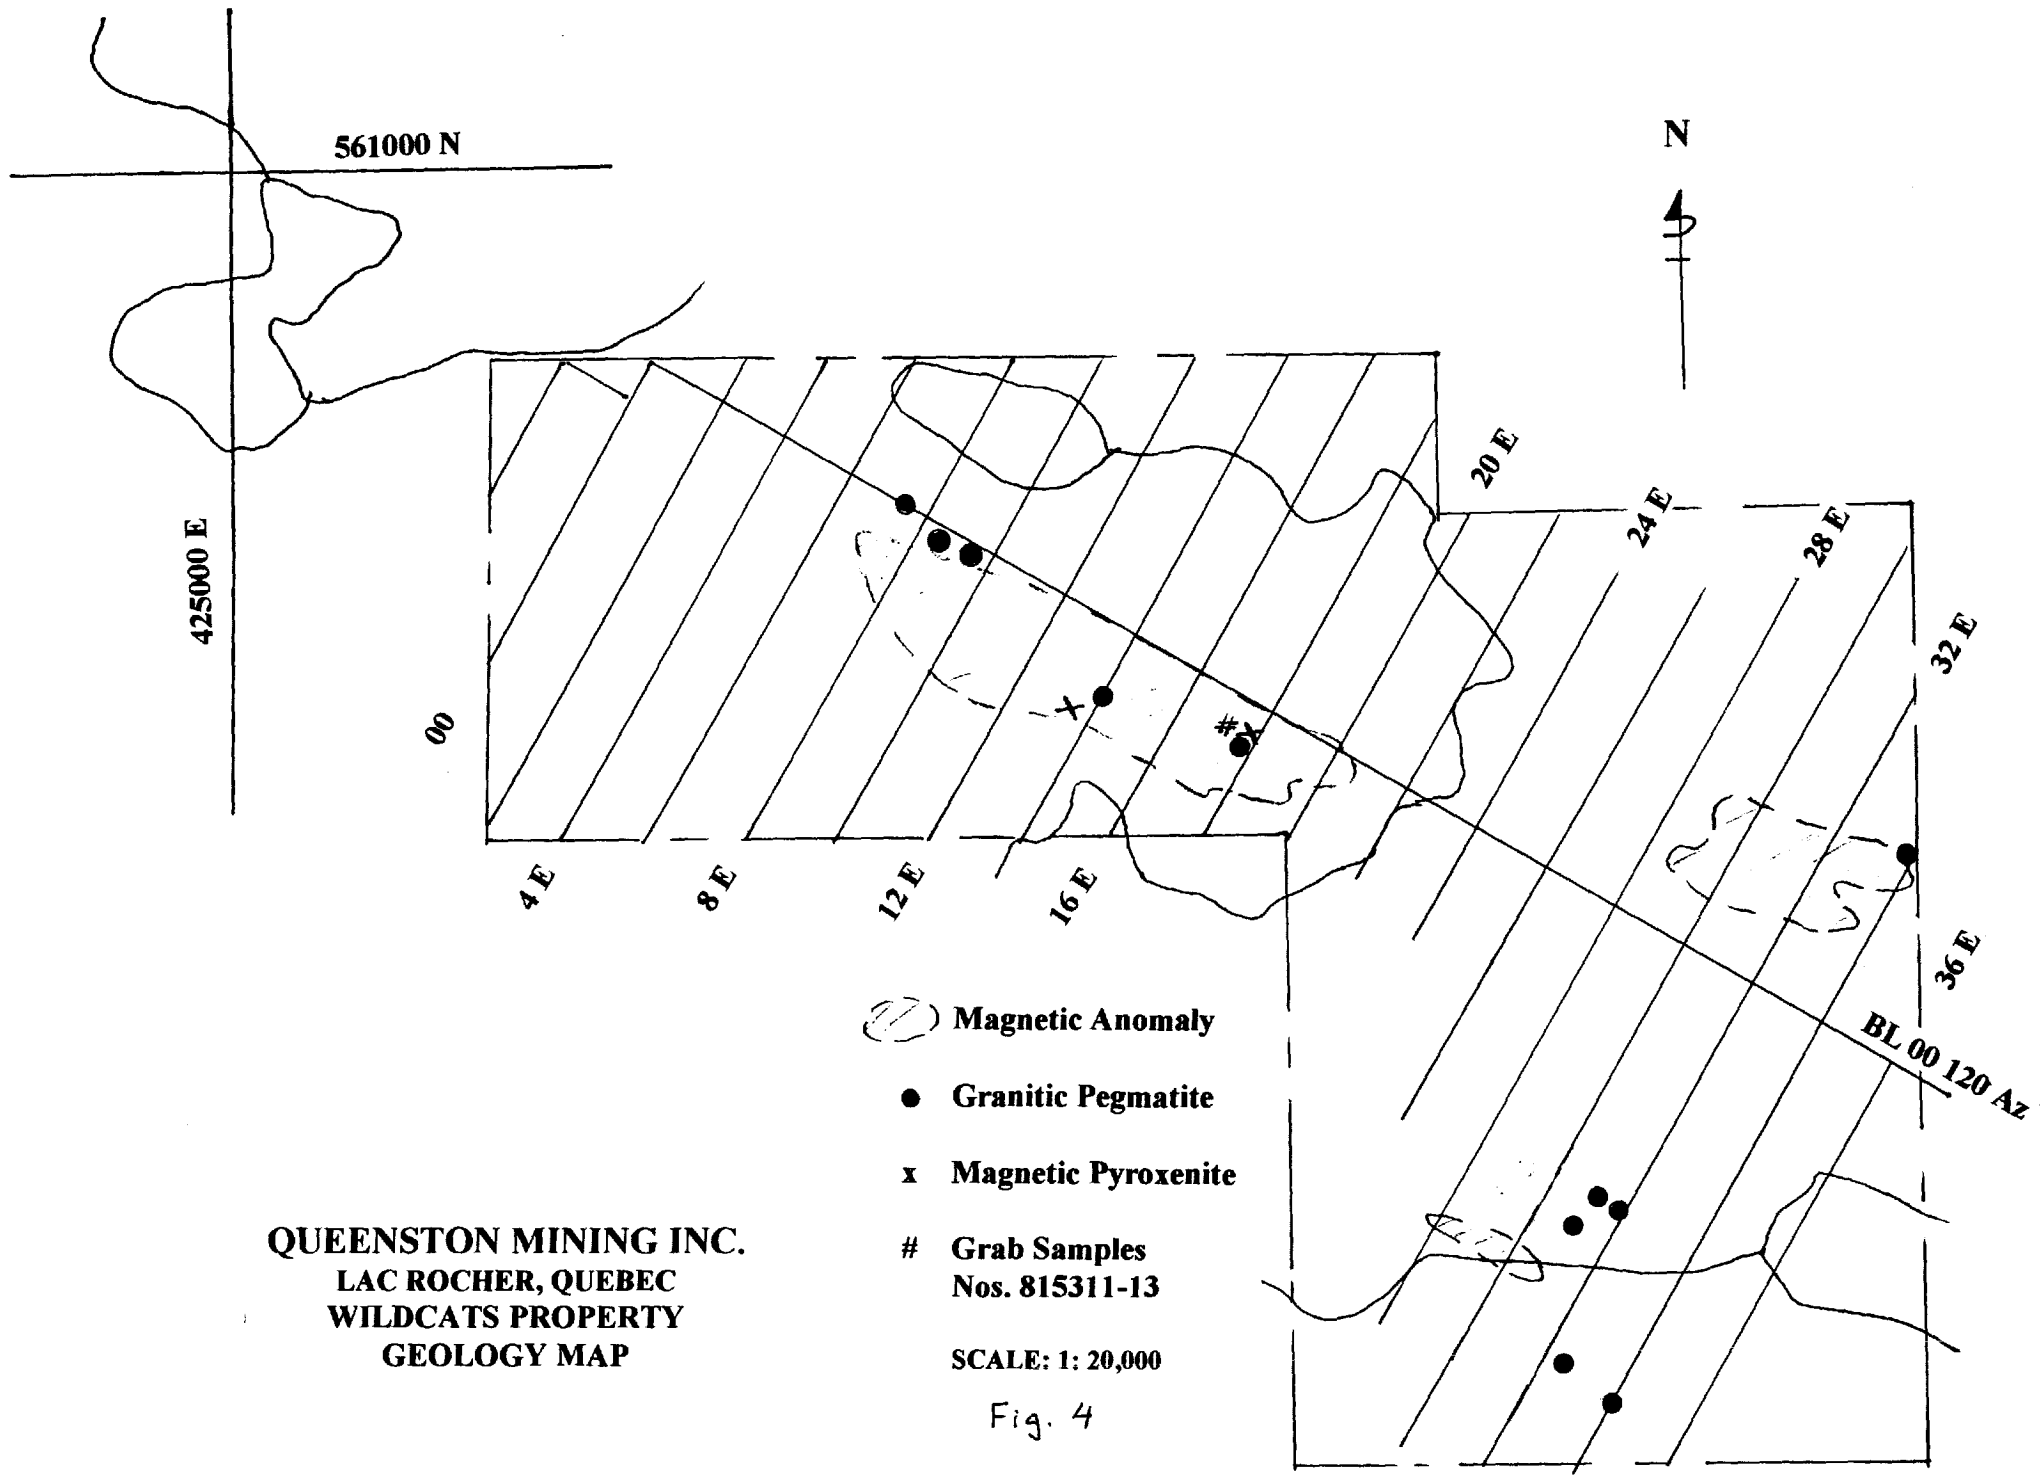 561000 N
N
425000 E
20 E
24 E
28 E
32 E
00
#
x
x
4 E
8 E
12 E
16 E
36 E
BL 00 120 Az
Magnetic Anomaly
Granitic Pegmatite
x Magnetic Pyroxenite
# Grab Samples
Nos. 815311-13
SCALE: 1: 20,000
Fig. 4
QUEENSTON MINING INC.
LAC ROCHER, QUEBEC
WILDCATS PROPERTY
GEOLOGY MAP